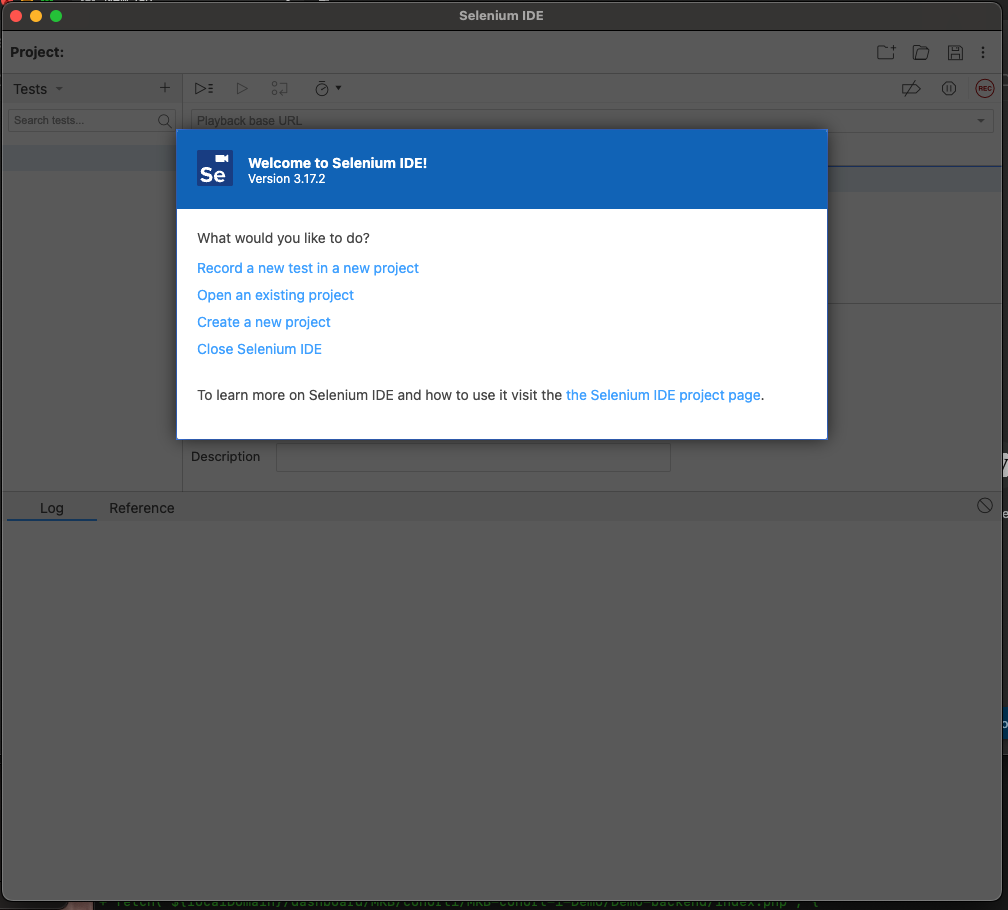 Selenium IDE
Project:
Tests
Search tests...
Playback base URL
REC
Se
Welcome to Selenium IDE!
Version 3.17.2
What would you like to do?
Record a new test in a new project
Open an existing project
Create a new project
Close Selenium IDE
To learn more on Selenium IDE and how to use it visit the the Selenium IDE project page.
Description
Log
Reference